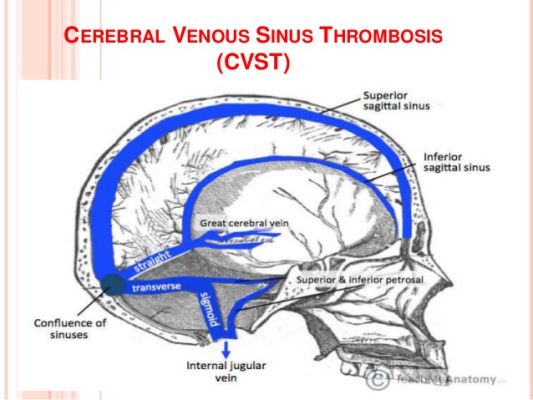 CEREBRAL VENOUS SINUS THROMBOSIS
(CVST)
Superior
sagittal sinus
Inferior
sagittal sinus
Great cerebral vein
straight
transverse
Superior & inferior petrosal
sigmoid
Confluence of
sinuses
Internal jugular
vein
© TeachMeAnatomy